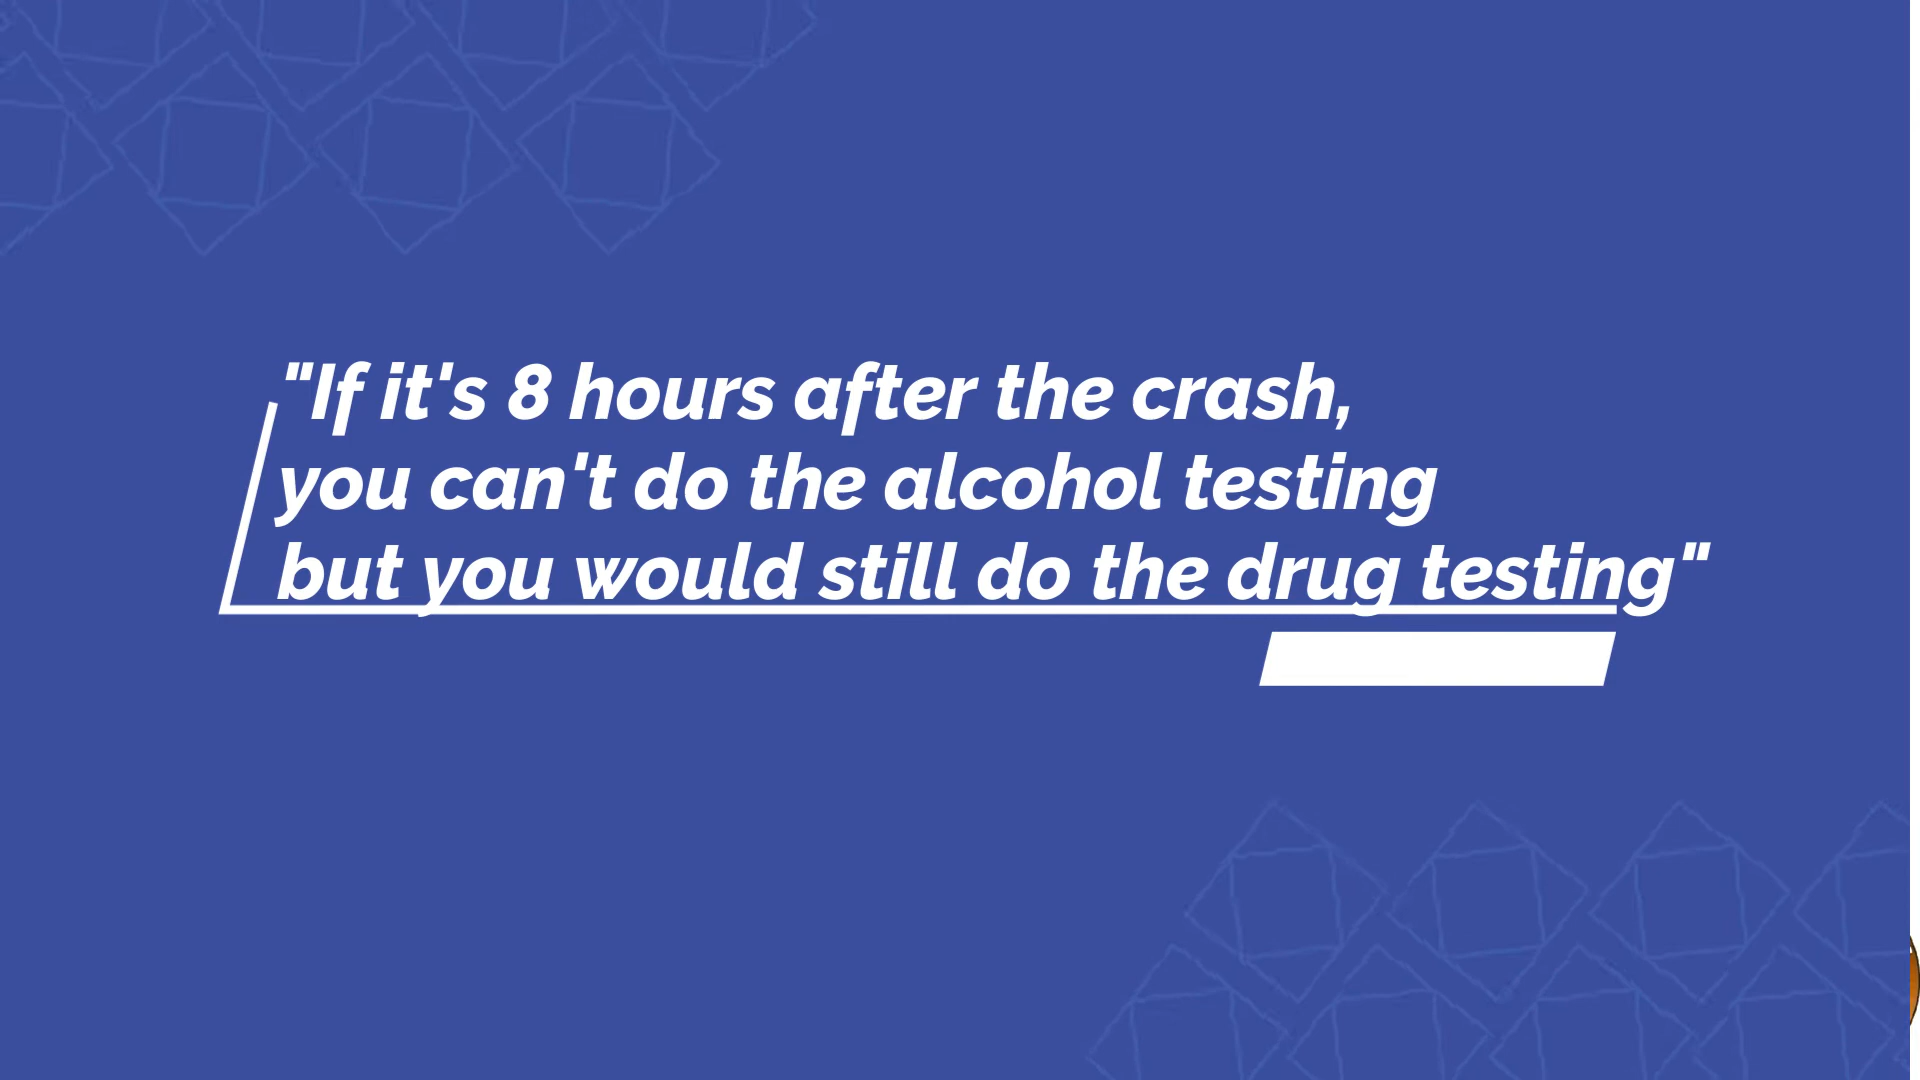 "If it's 8 hours after the crash,
you can't do the alcohol testing
but you would still do the drug testing"